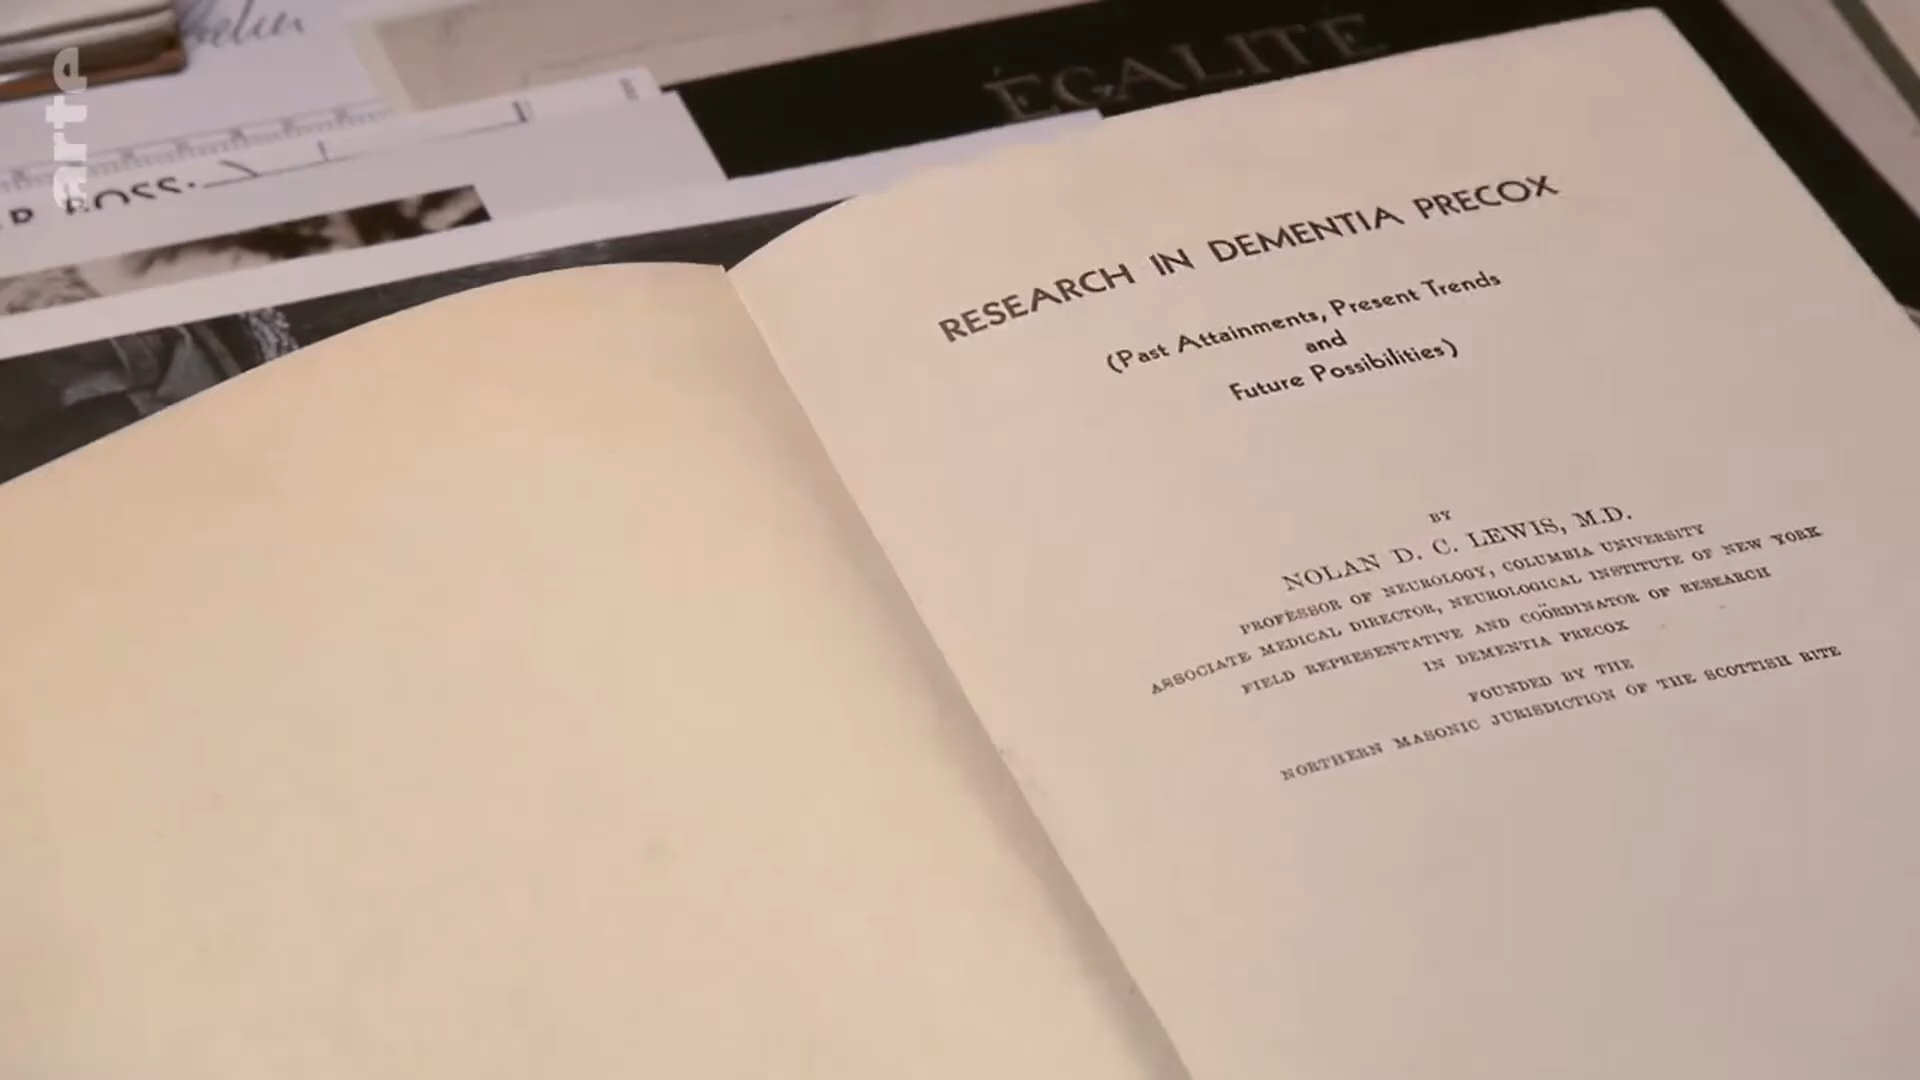 arte
ÉGALITÉ
RESEARCH IN DEMENTIA PRECOX
(Past Attainments, Present Trends
and
Future Possibilities)
BY
NOLAN D. C. LEWIS, M.D.
PROFESSOR OF NEUROLOGY, COLUMBIA UNIVERSITY
ASSOCIATE MEDICAL DIRECTOR, NEUROLOGICAL INSTITUTE OF NEW YORK
FIELD REPRESENTATIVE AND COÖRDINATOR OF RESEARCH
IN DEMENTIA PRECOX
FOUNDED BY THE
NORTHERN MASONIC JURISDICTION OF THE SCOTTISH RITE